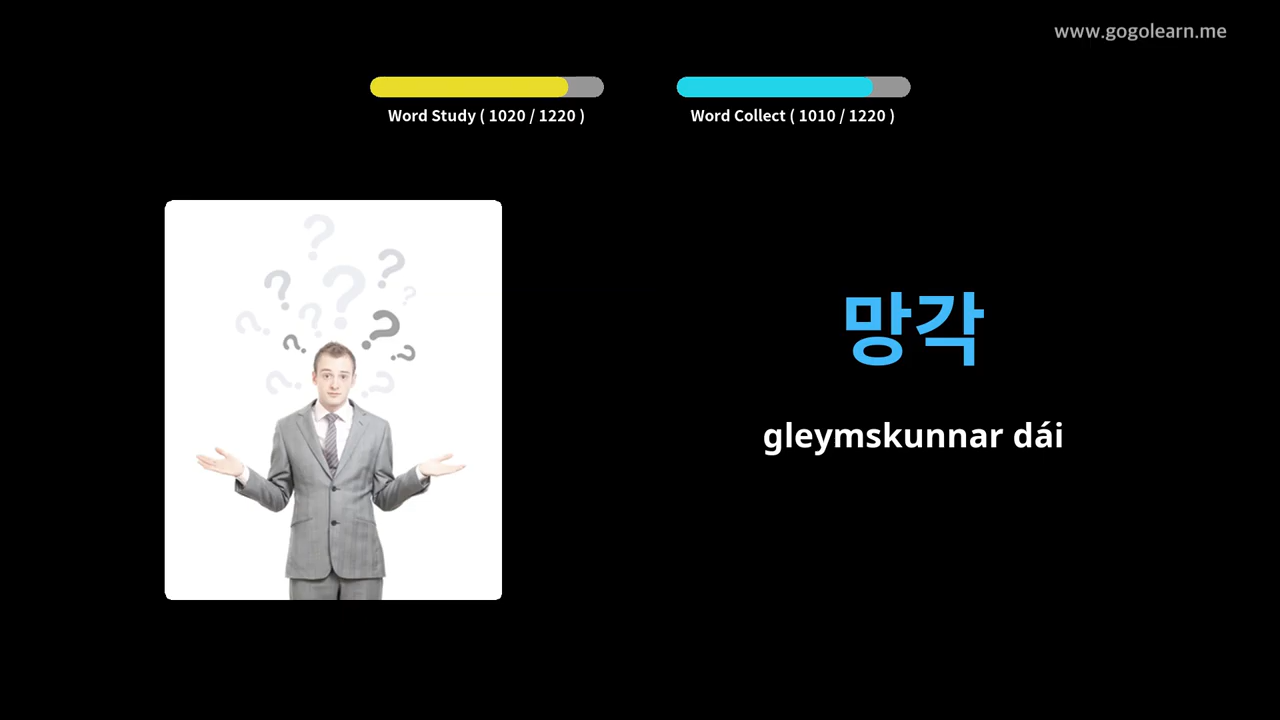 www.gogolearn.me
Word Study ( 1020 / 1220 )
Word Collect ( 1010 / 1220 )
망각
gleymskunnar dái